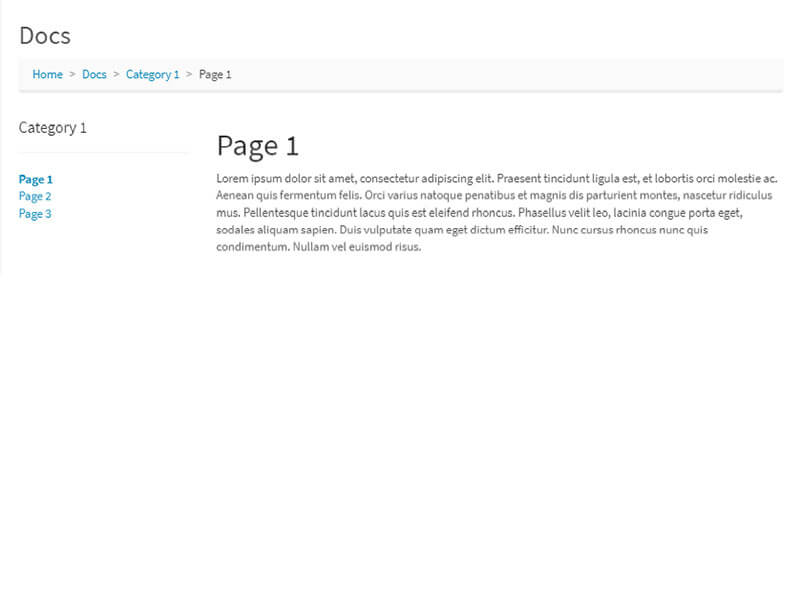 Docs
Home > Docs > Category 1 > Page 1
Category 1
Page 1
Page 2
Page 3
Page 1
Lorem ipsum dolor sit amet, consectetur adipiscing elit. Praesent tincidunt ligula est, et lobortis orci molestie ac.
Aenean quis fermentum felis. Orci varius natoque penatibus et magnis dis parturient montes, nascetur ridiculus
mus. Pellentesque tincidunt lacus quis est eleifend rhoncus. Phasellus velit leo, lacinia congue porta eget,
sodales aliquam sapien. Duis vulputate quam eget dictum efficitur. Nunc cursus rhoncus nunc quis
condimentum. Nullam vel euismod risus.